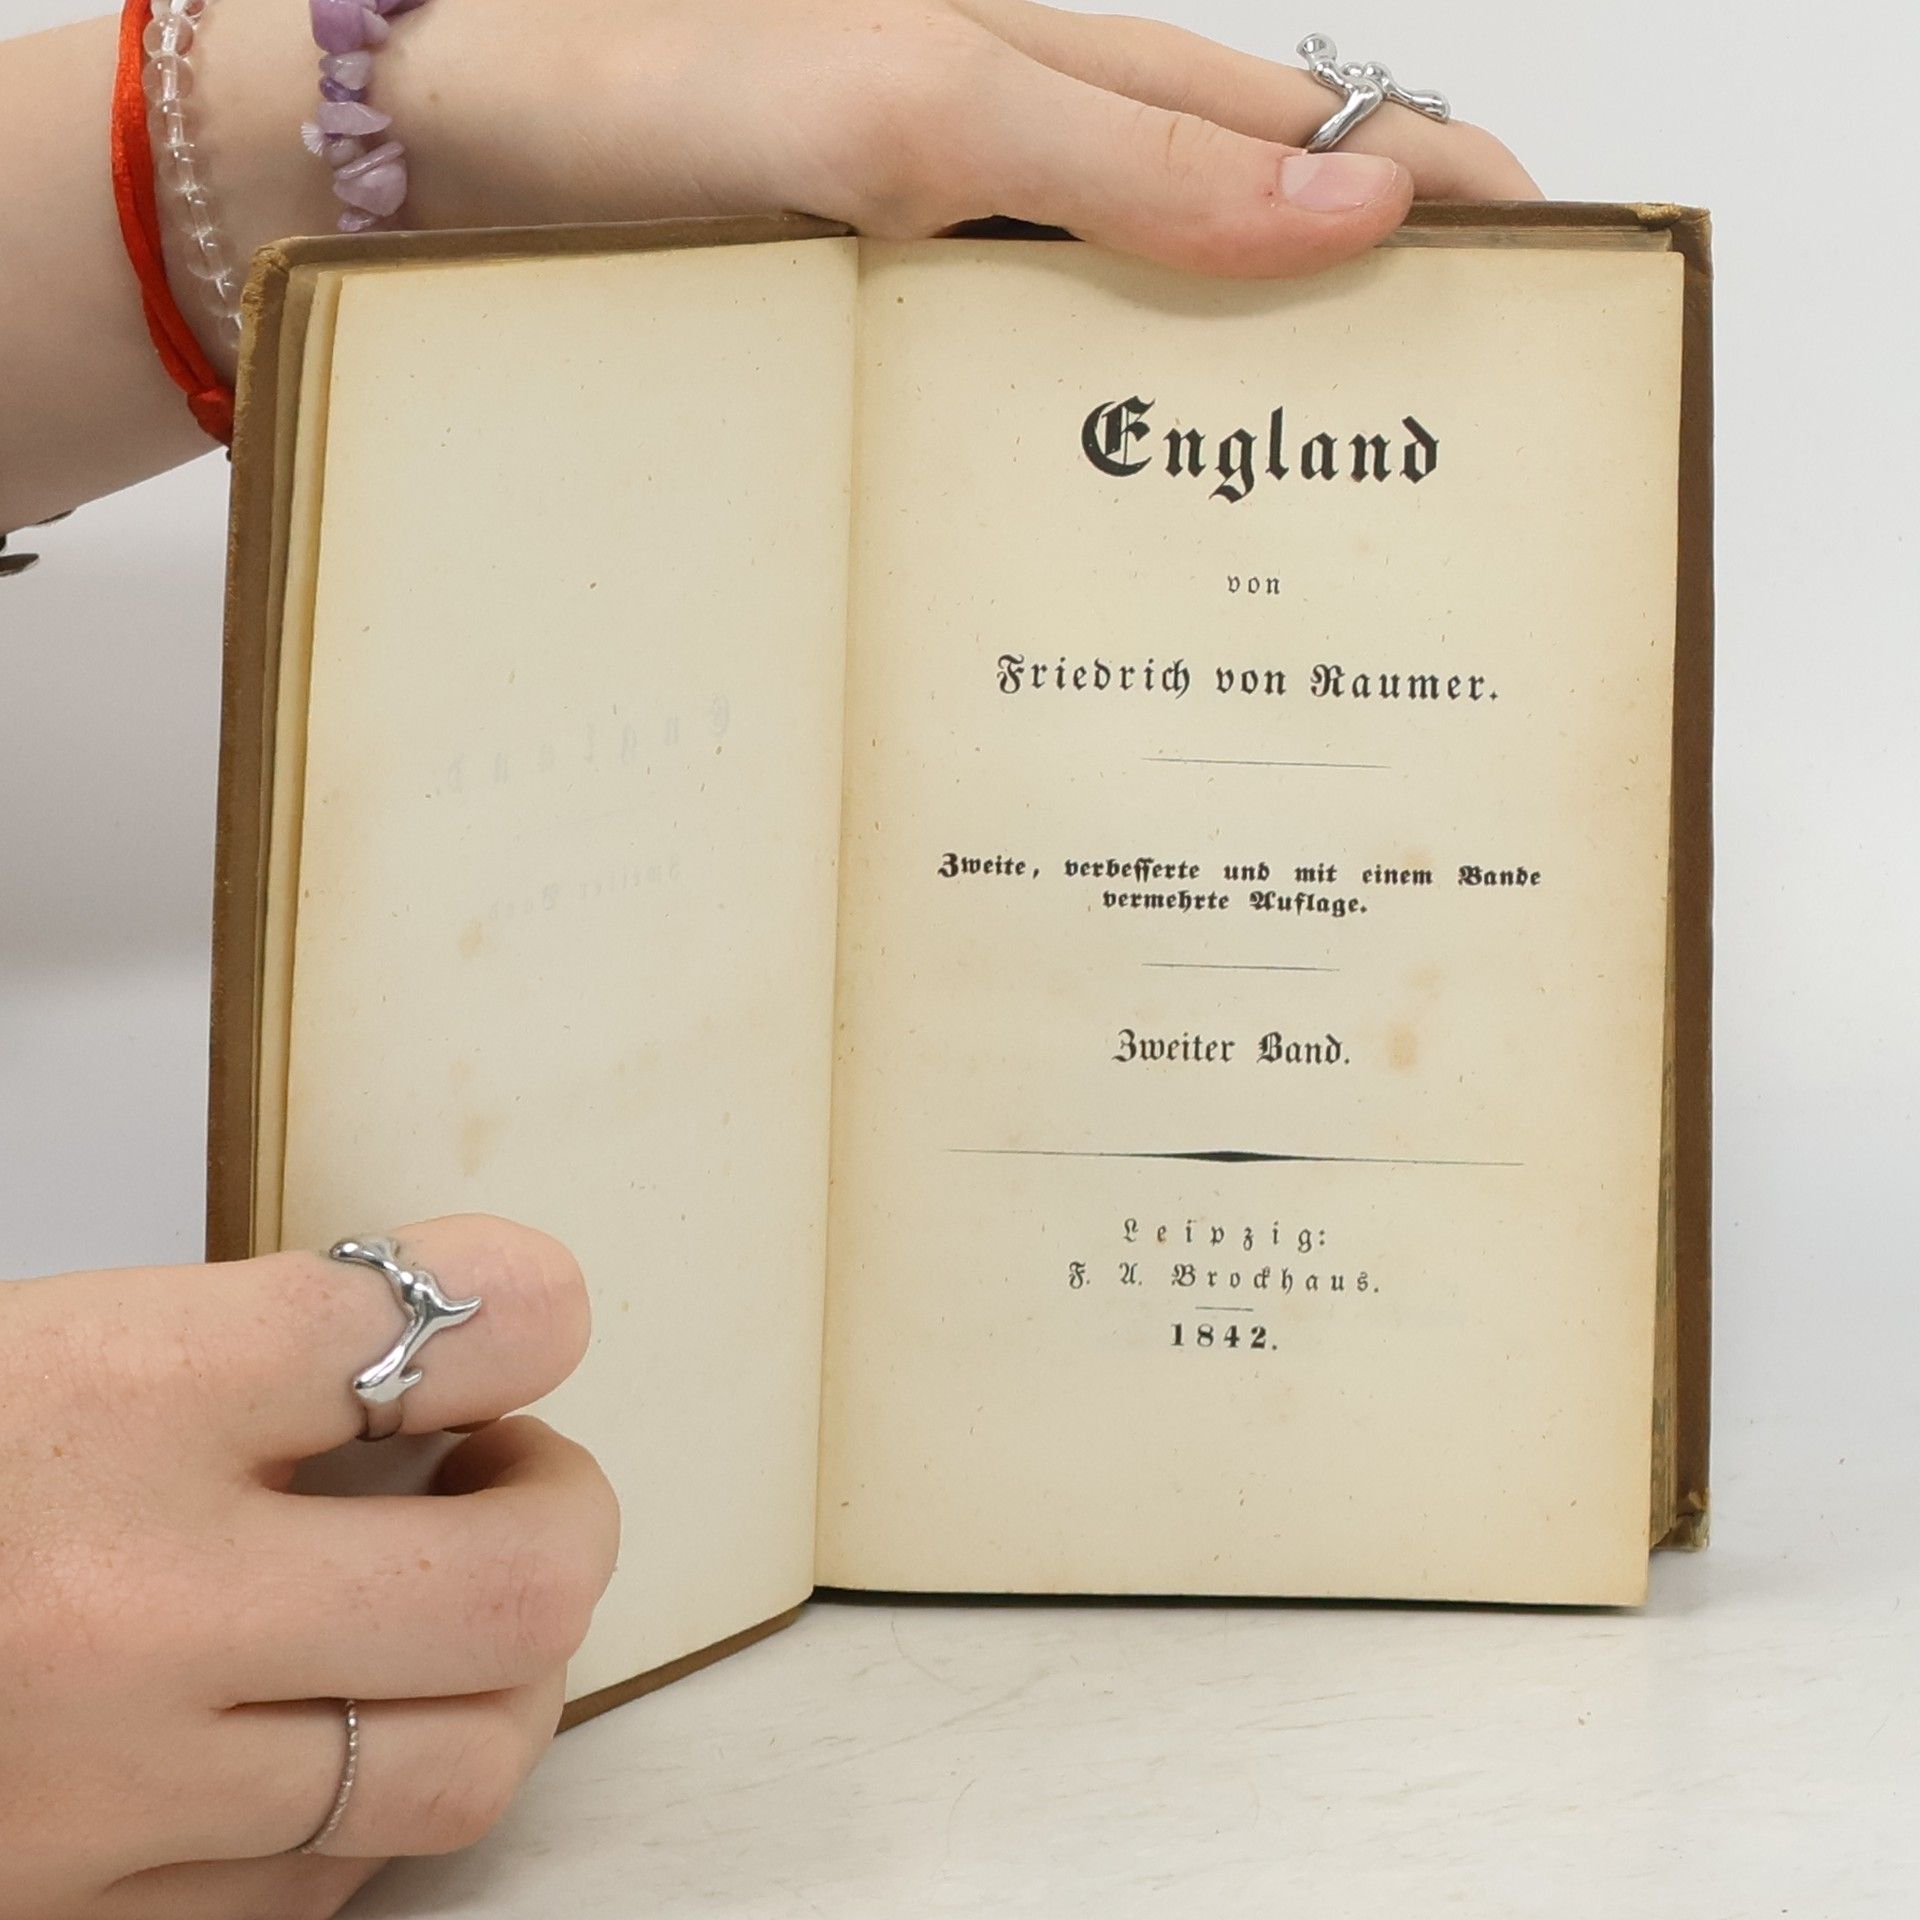 England
von
Friedrich von Raumer.
Zweite, verbesserte und mit einem Bande
vermehrte Auflage.
Zweiter Band.
Leipzig:
F. A. Brockhaus.
1842.